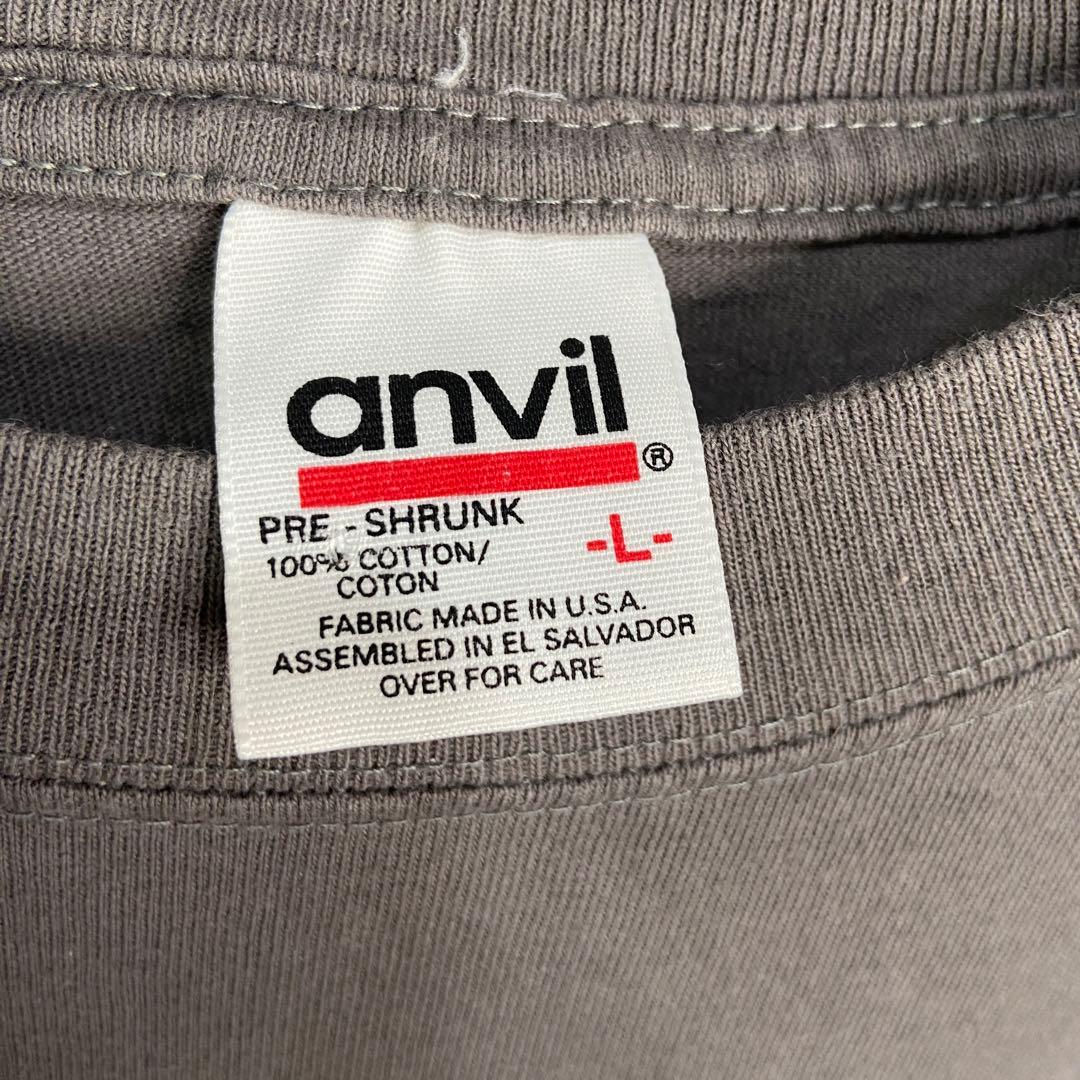 anvil®
PRE-SHRUNK -L-
100% COTTON/
COTON
FABRIC MADE IN U.S.A.
ASSEMBLED IN EL SALVADOR
OVER FOR CARE